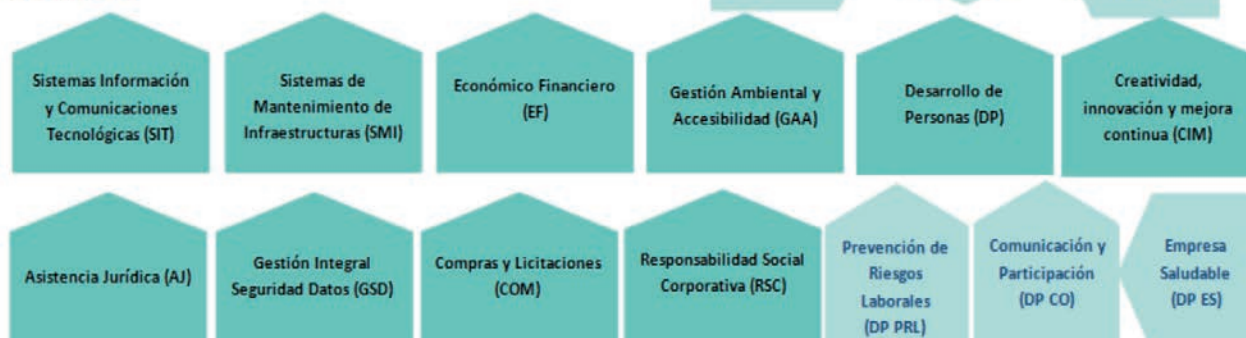 Sistemas Información
y Comunicaciones
Tecnológicas (SIT)
Sistemas de
Mantenimiento de
Infraestructuras (SMI)
Económico Financiero
(EF)
Gestión Ambiental y
Accesibilidad (GAA)
Desarrollo de
Personas (DP)
Creatividad,
innovación y mejora
continua (CIM)
Asistencia Jurídica (AJ)
Gestión Integral
Seguridad Datos (GSD)
Compras y Licitaciones
(COM)
Responsabilidad Social
Corporativa (RSC)
Prevención de
Riesgos
Laborales
(DP PRL)
Comunicación y
Participación
(DP CO)
Empresa
Saludable
(DP ES)